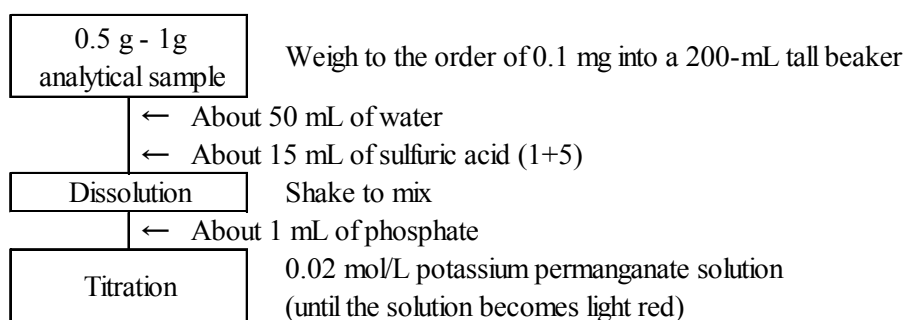 0.5 g - 1g
analytical sample
Weigh to the order of 0.1 mg into a 200-mL tall beaker
← About 50 mL of water
← About 15 mL of sulfuric acid (1+5)
Dissolution Shake to mix
← About 1 mL of phosphate
Titration
0.02 mol/L potassium permanganate solution
(until the solution becomes light red)